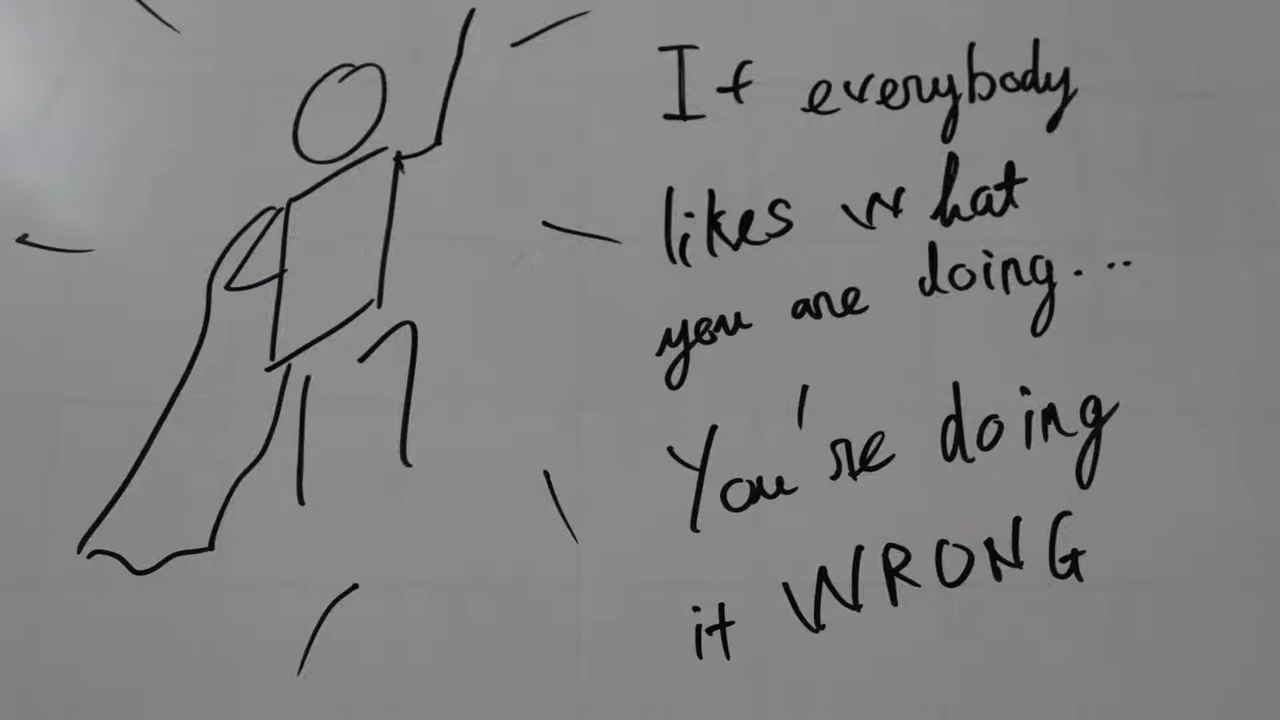 If everybody
likes what
you are doing...
You're doing
it WRONG